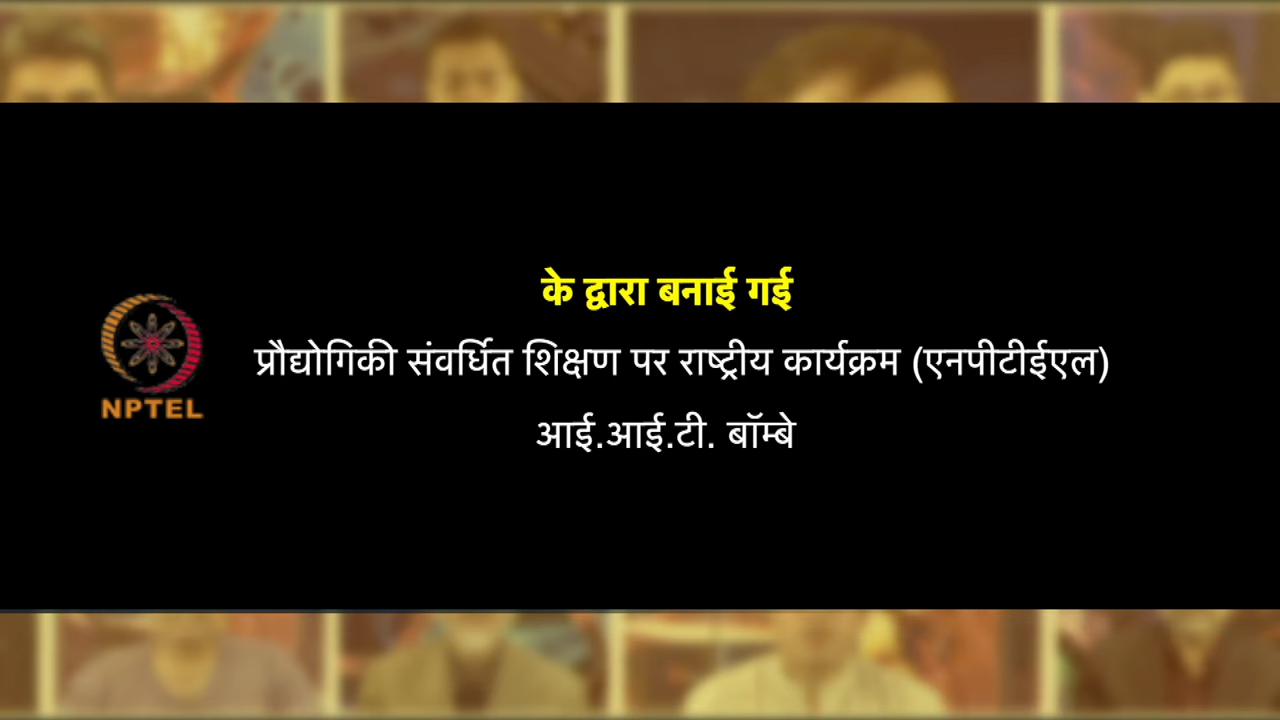 के द्वारा बनाई गई
प्रौद्योगिकी संवर्धित शिक्षण पर राष्ट्रीय कार्यक्रम (एनपीटीईएल)
NPTEL
आई.आई.टी. बॉम्बे